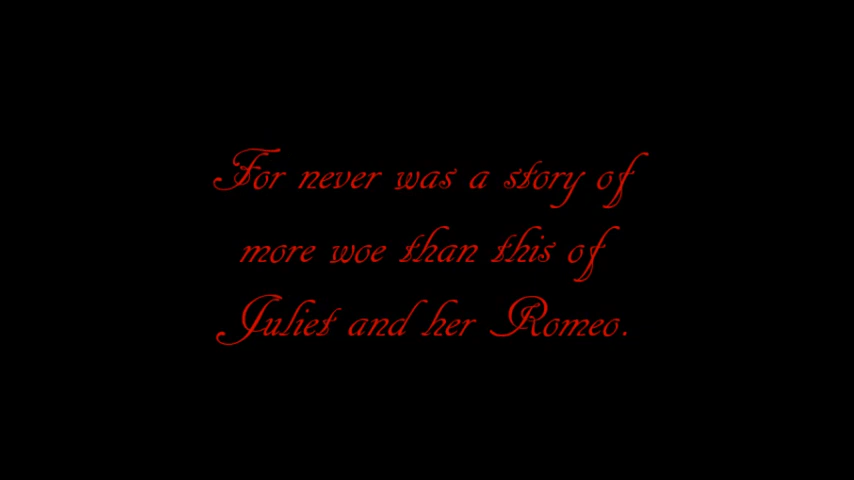 For never was a story of
more woe than this of
Juliet and her Romeo.